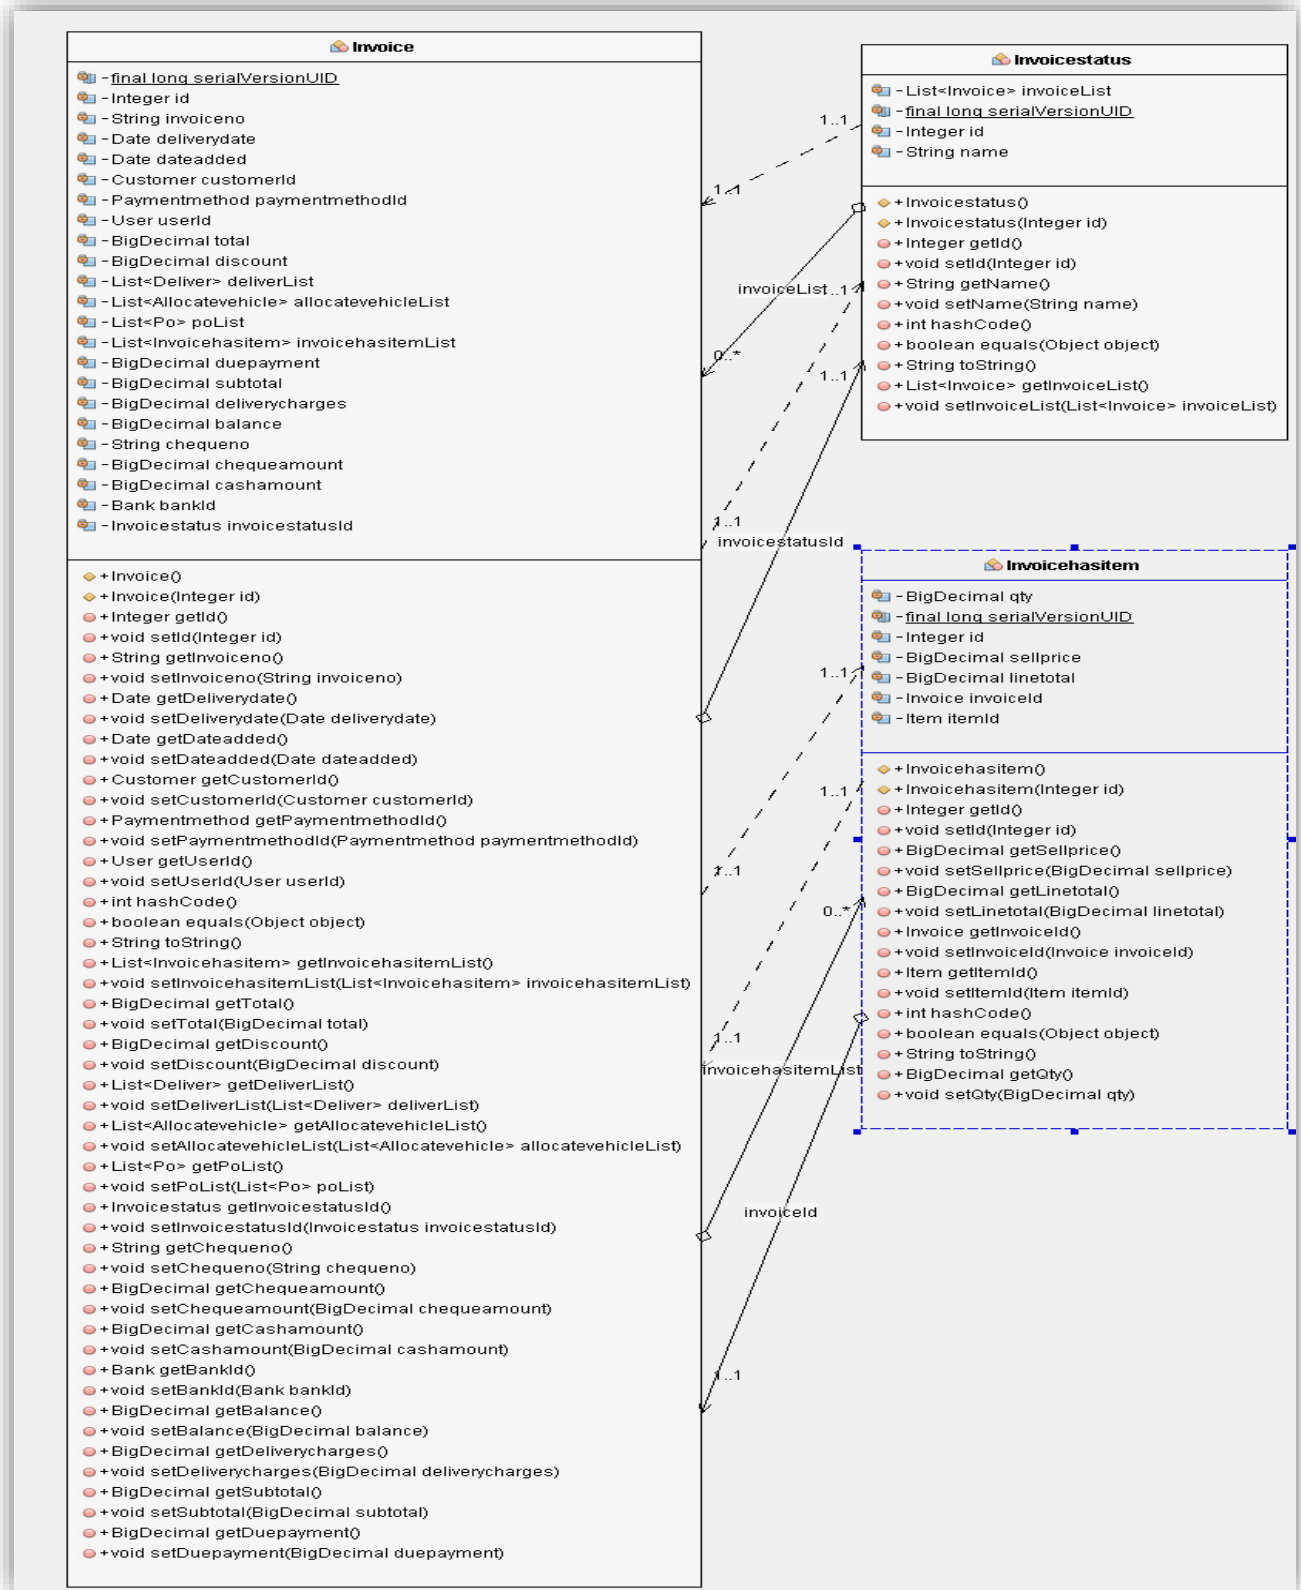 Invoice
-final long serialVersionUID
-Integer id
-String invoiceno
-Date deliverydate
-Date dateadded
-Customer customerId
-Paymentmethod paymentmethodId
-User userId
-BigDecimal total
-BigDecimal discount
-List<Deliver> deliverList
-List<Allocatevehicle> allocatevehicleList
-List<Po> poList
-List<Invoicehasitem> invoicehasitemList
-BigDecimal duepayment
-BigDecimal subtotal
-BigDecimal deliverycharges
-BigDecimal balance
-String chequeno
-BigDecimal chequeamount
-BigDecimal cashamount
-Bank bankId
-Invoicestatus invoicestatusId
+Invoice()
+Invoice(Integer id)
+Integer getId()
+void setId(Integer id)
+String getInvoiceno()
+void setInvoiceno(String invoiceno)
+Date getDeliverydate()
+void setDeliverydate(Date deliverydate)
+Date getDateadded()
+void setDateadded(Date dateadded)
+Customer getCustomerId()
+void setCustomerId(Customer customerId)
+Paymentmethod getPaymentmethodId()
+void setPaymentmethodId(Paymentmethod paymentmethodId)
+User getUserId()
+void setUserId(User userId)
+int hashCode()
+boolean equals(Object object)
+String toString()
+List<Invoicehasitem> getInvoicehasitemList()
+void setInvoicehasitemList(List<Invoicehasitem> invoicehasitemList)
+BigDecimal getTotal()
+void setTotal(BigDecimal total)
+BigDecimal getDiscount()
+void setDiscount(BigDecimal discount)
+List<Deliver> getDeliverList()
+void setDeliverList(List<Deliver> deliverList)
+List<Allocatevehicle> getAllocatevehicleList()
+void setAllocatevehicleList(List<Allocatevehicle> allocatevehicleList)
+List<Po> getPoList()
+void setPoList(List<Po> poList)
+Invoicestatus getInvoicestatusId()
+void setInvoicestatusId(Invoicestatus invoicestatusId)
+String getChequeno()
+void setChequeno(String chequeno)
+BigDecimal getChequeamount()
+void setChequeamount(BigDecimal chequeamount)
+BigDecimal getCashamount()
+void setCashamount(BigDecimal cashamount)
+Bank getBankId()
+void setBankId(Bank bankId)
+BigDecimal getBalance()
+void setBalance(BigDecimal balance)
+BigDecimal getDeliverycharges()
+void setDeliverycharges(BigDecimal deliverycharges)
+BigDecimal getSubtotal()
+void setSubtotal(BigDecimal subtotal)
+BigDecimal getDuepayment()
+void setDuepayment(BigDecimal duepayment)
1..1
1..1
invoiceList
..1
0..*
1..1
1..1
invoicestatusId
1..1
1..1
1..1
0..*
1..1
invoicehasitemList
invoiceId
1..1
Invoicestatus
-List<Invoice> invoiceList
-final long serialVersionUID
-Integer id
-String name
+Invoicestatus()
+Invoicestatus(Integer id)
+Integer getId()
+void setId(Integer id)
+String getName()
+void setName(String name)
+int hashCode()
+boolean equals(Object object)
+String toString()
+List<Invoice> getInvoiceList()
+void setInvoiceList(List<Invoice> invoiceList)
Invoicehasitem
-BigDecimal qty
-final long serialVersionUID
-Integer id
-BigDecimal sellprice
-BigDecimal linetotal
-Invoice invoiceId
-Item itemId
+Invoicehasitem()
+Invoicehasitem(Integer id)
+Integer getId()
+void setId(Integer id)
+BigDecimal getSellprice()
+void setSellprice(BigDecimal sellprice)
+BigDecimal getLinetotal()
+void setLinetotal(BigDecimal linetotal)
+Invoice getInvoiceId()
+void setInvoiceId(Invoice invoiceId)
+Item getItemId()
+void setItemId(Item itemId)
+int hashCode()
+boolean equals(Object object)
+String toString()
+BigDecimal getQty()
+void setQty(BigDecimal qty)